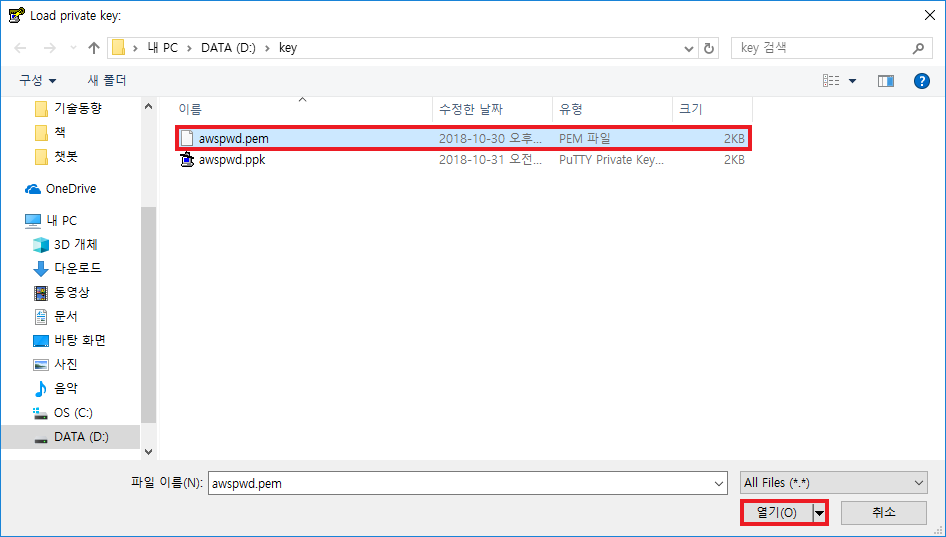 Load private key:
내 PC > DATA (D:) > key
key 검색
구성 새 폴더
이름 수정한 날짜 유형 크기
awspwd.pem 2018-10-30 오후... PEM 파일 2KB
awspwd.ppk 2018-10-31 오전... PuTTY Private Key... 2KB
기술동향
책
챗봇
OneDrive
내 PC
3D 개체
다운로드
동영상
문서
바탕 화면
사진
음악
OS (C:)
DATA (D:)
파일 이름(N): awspwd.pem All Files (*.*)
열기(O) 취소